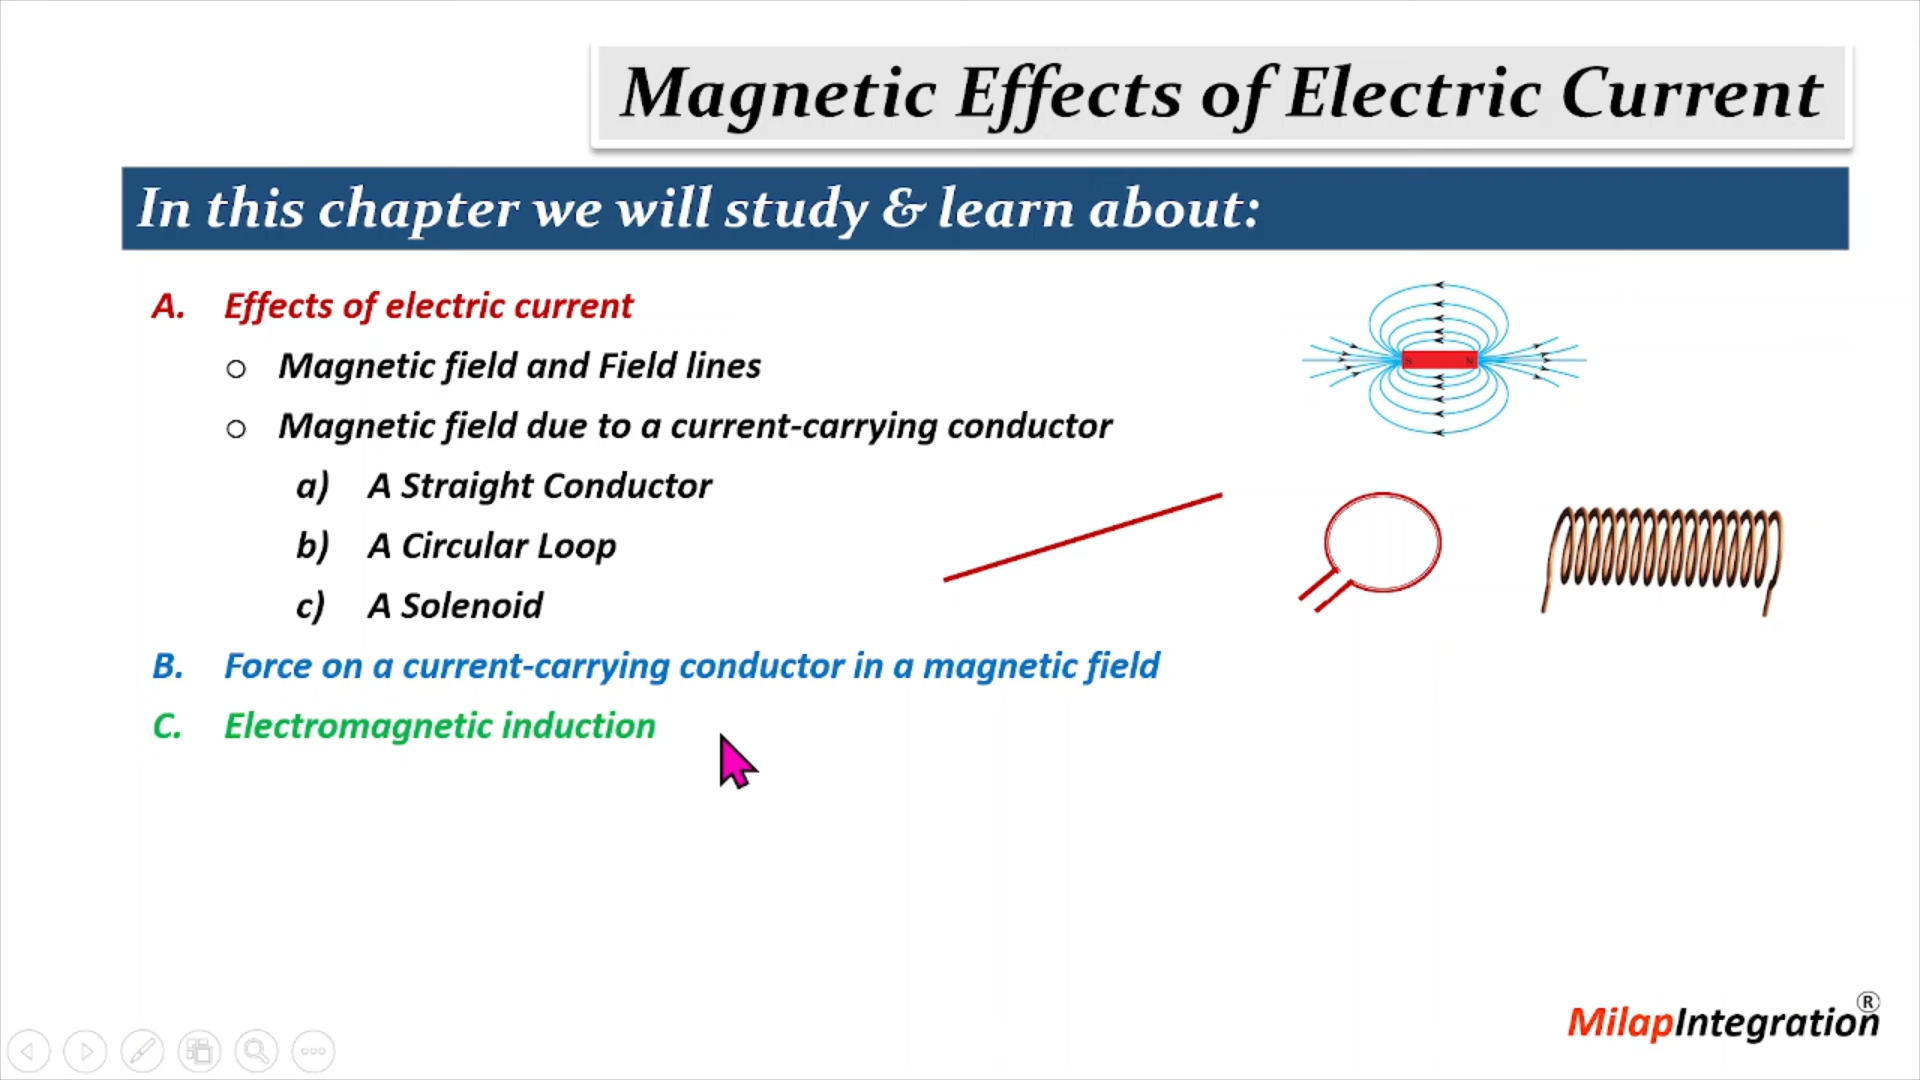 Magnetic Effects of Electric Current
In this chapter we will study & learn about:
A. Effects of electric current
○ Magnetic field and Field lines
○ Magnetic field due to a current-carrying conductor
a) A Straight Conductor
b) A Circular Loop
c) A Solenoid
B. Force on a current-carrying conductor in a magnetic field
C. Electromagnetic induction
S N
MilapIntegration®